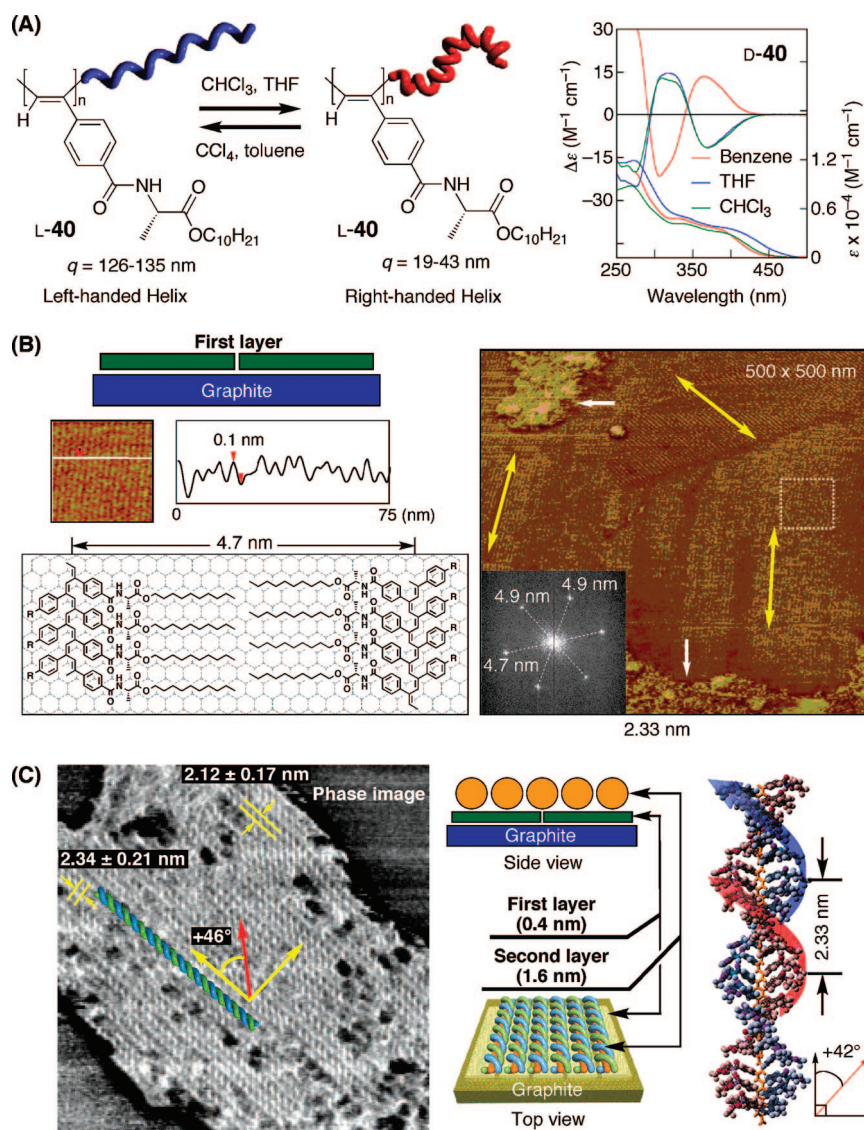 (A)
CHCl3, THF
CCl4, toluene
n
H
O
NH
O
O
OC10H21
L-40
q = 126-135 nm
Left-handed Helix
n
H
O
NH
O
O
OC10H21
L-40
q = 19-43 nm
Right-handed Helix
D-40
30
15
0
−15
−30
Δε (M−1 cm−1)
Benzene
THF
CHCl3
1.2
0.6
0
ε x 10−4 (M−1 cm−1)
250
350
450
Wavelength (nm)
(B)
First layer
Graphite
0.1 nm
0
75 (nm)
4.7 nm
500 x 500 nm
4.9 nm
4.9 nm
4.7 nm
2.33 nm
(C)
2.12 ± 0.17 nm
Phase image
2.34 ± 0.21 nm
+46°
Graphite
Side view
First layer
(0.4 nm)
Second layer
(1.6 nm)
Graphite
Top view
2.33 nm
+42°